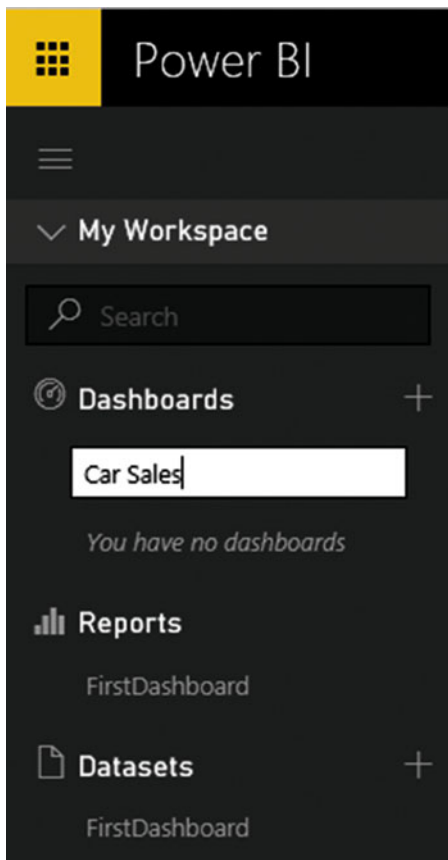 Power BI
My Workspace
Search
Dashboards
Car Sales
You have no dashboards
Reports
FirstDashboard
Datasets
FirstDashboard